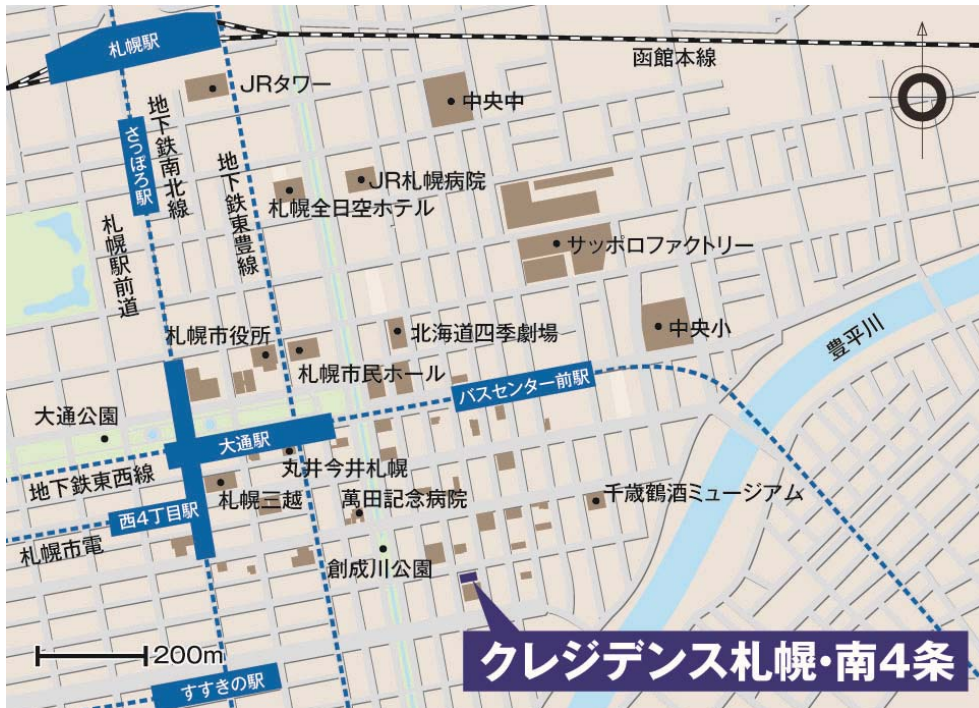 札幌駅
函館本線
JRタワー
中央中
地下鉄南北線
さっぽろ駅
地下鉄東豊線
JR札幌病院
札幌全日空ホテル
札幌駅前道
サッポロファクトリー
中央小
豊平川
北海道四季劇場
札幌市役所
札幌市民ホール
バスセンター前駅
大通公園
大通駅
丸井今井札幌
地下鉄東西線
札幌三越
萬田記念病院
千歳鶴酒ミュージアム
西4丁目駅
札幌市電
創成川公園
クレジデンス札幌・南4条
200m
すすきの駅